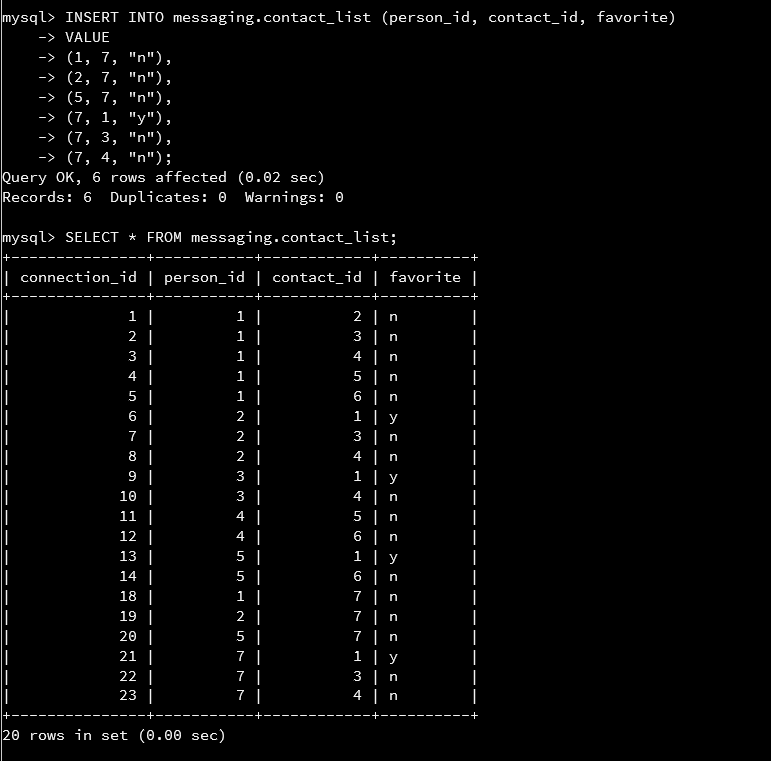 mysql> INSERT INTO messaging.contact_list (person_id, contact_id, favorite)
    -> VALUE
    -> (1, 7, "n"),
    -> (2, 7, "n"),
    -> (5, 7, "n"),
    -> (7, 1, "y"),
    -> (7, 3, "n"),
    -> (7, 4, "n");
Query OK, 6 rows affected (0.02 sec)
Records: 6  Duplicates: 0  Warnings: 0

mysql> SELECT * FROM messaging.contact_list;
+---------------+-----------+------------+----------+
| connection_id | person_id | contact_id | favorite |
+---------------+-----------+------------+----------+
|             1 |         1 |          2 | n        |
|             2 |         1 |          3 | n        |
|             3 |         1 |          4 | n        |
|             4 |         1 |          5 | n        |
|             5 |         1 |          6 | n        |
|             6 |         2 |          1 | y        |
|             7 |         2 |          3 | n        |
|             8 |         2 |          4 | n        |
|             9 |         3 |          1 | y        |
|            10 |         3 |          4 | n        |
|            11 |         4 |          5 | n        |
|            12 |         4 |          6 | n        |
|            13 |         5 |          1 | y        |
|            14 |         5 |          6 | n        |
|            18 |         1 |          7 | n        |
|            19 |         2 |          7 | n        |
|            20 |         5 |          7 | n        |
|            21 |         7 |          1 | y        |
|            22 |         7 |          3 | n        |
|            23 |         7 |          4 | n        |
+---------------+-----------+------------+----------+
20 rows in set (0.00 sec)